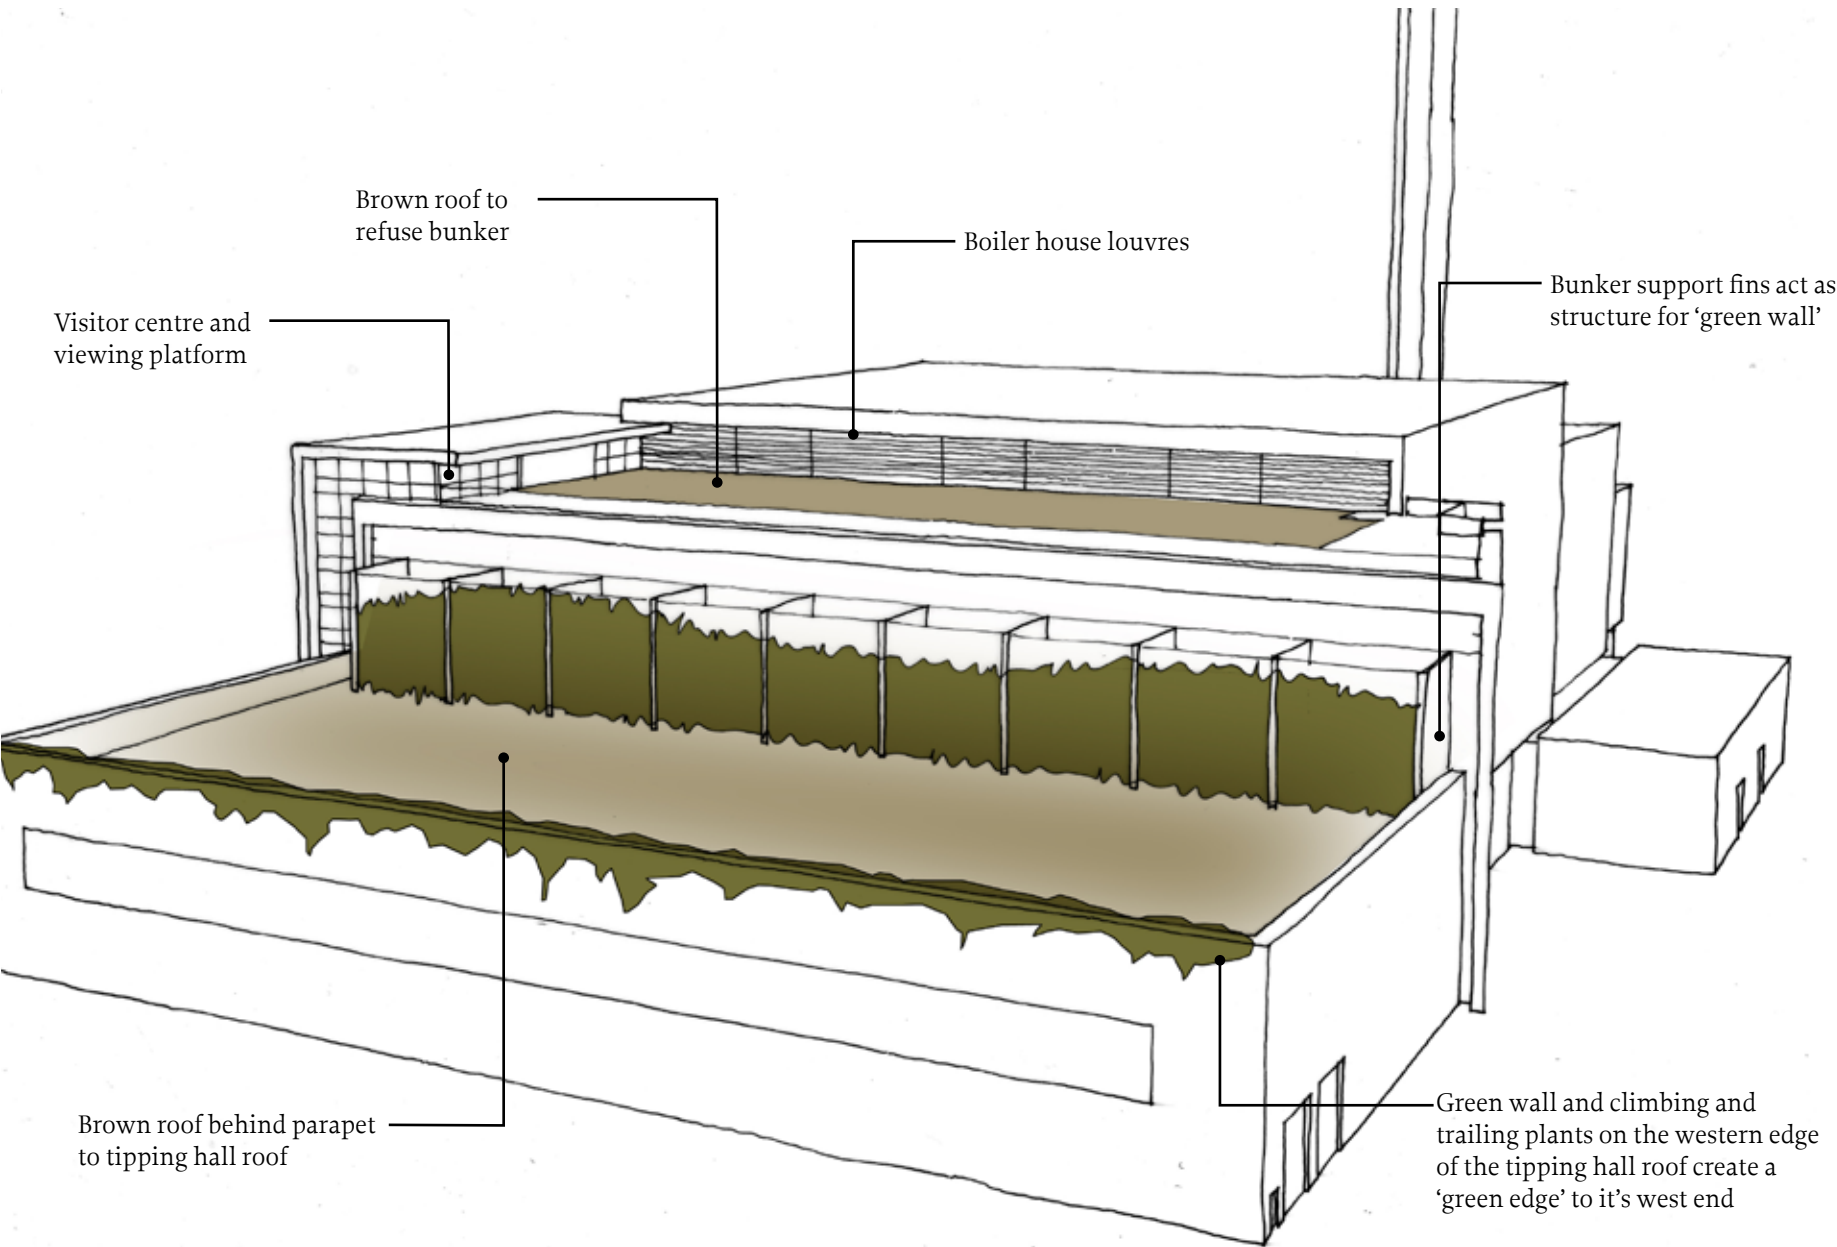 Brown roof to
refuse bunker
Boiler house louvres
Bunker support fins act as
structure for ‘green wall’
Visitor centre and
viewing platform
Brown roof behind parapet
to tipping hall roof
Green wall and climbing and
trailing plants on the western edge
of the tipping hall roof create a
‘green edge’ to it’s west end